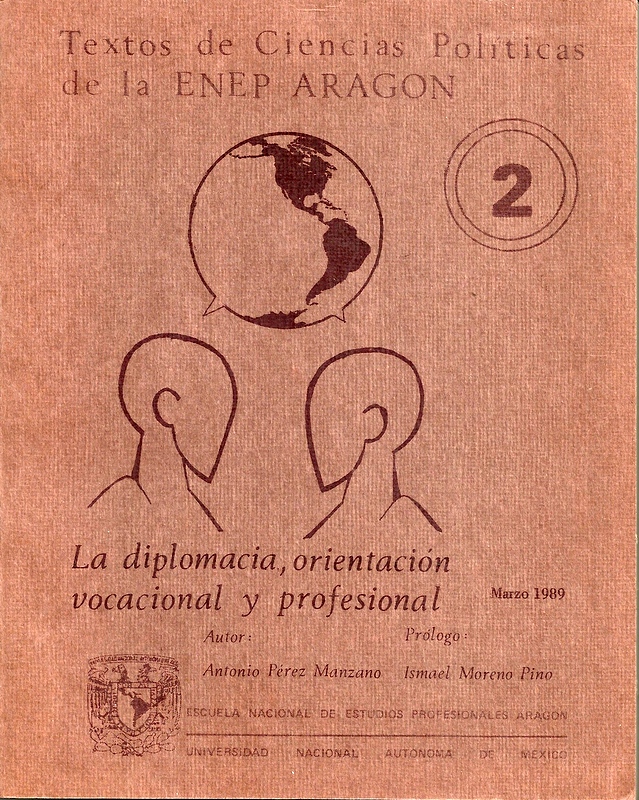 Textos de Ciencias Políticas
de la ENEP ARAGON
2
La diplomacia, orientación
vocacional y profesional
Marzo 1989
Autor:
Prólogo:
Antonio Pérez Manzano
Ismael Moreno Pino
ESCUELA NACIONAL DE ESTUDIOS PROFESIONALES ARAGON
UNIVERSIDAD NACIONAL AUTONOMA DE MEXICO